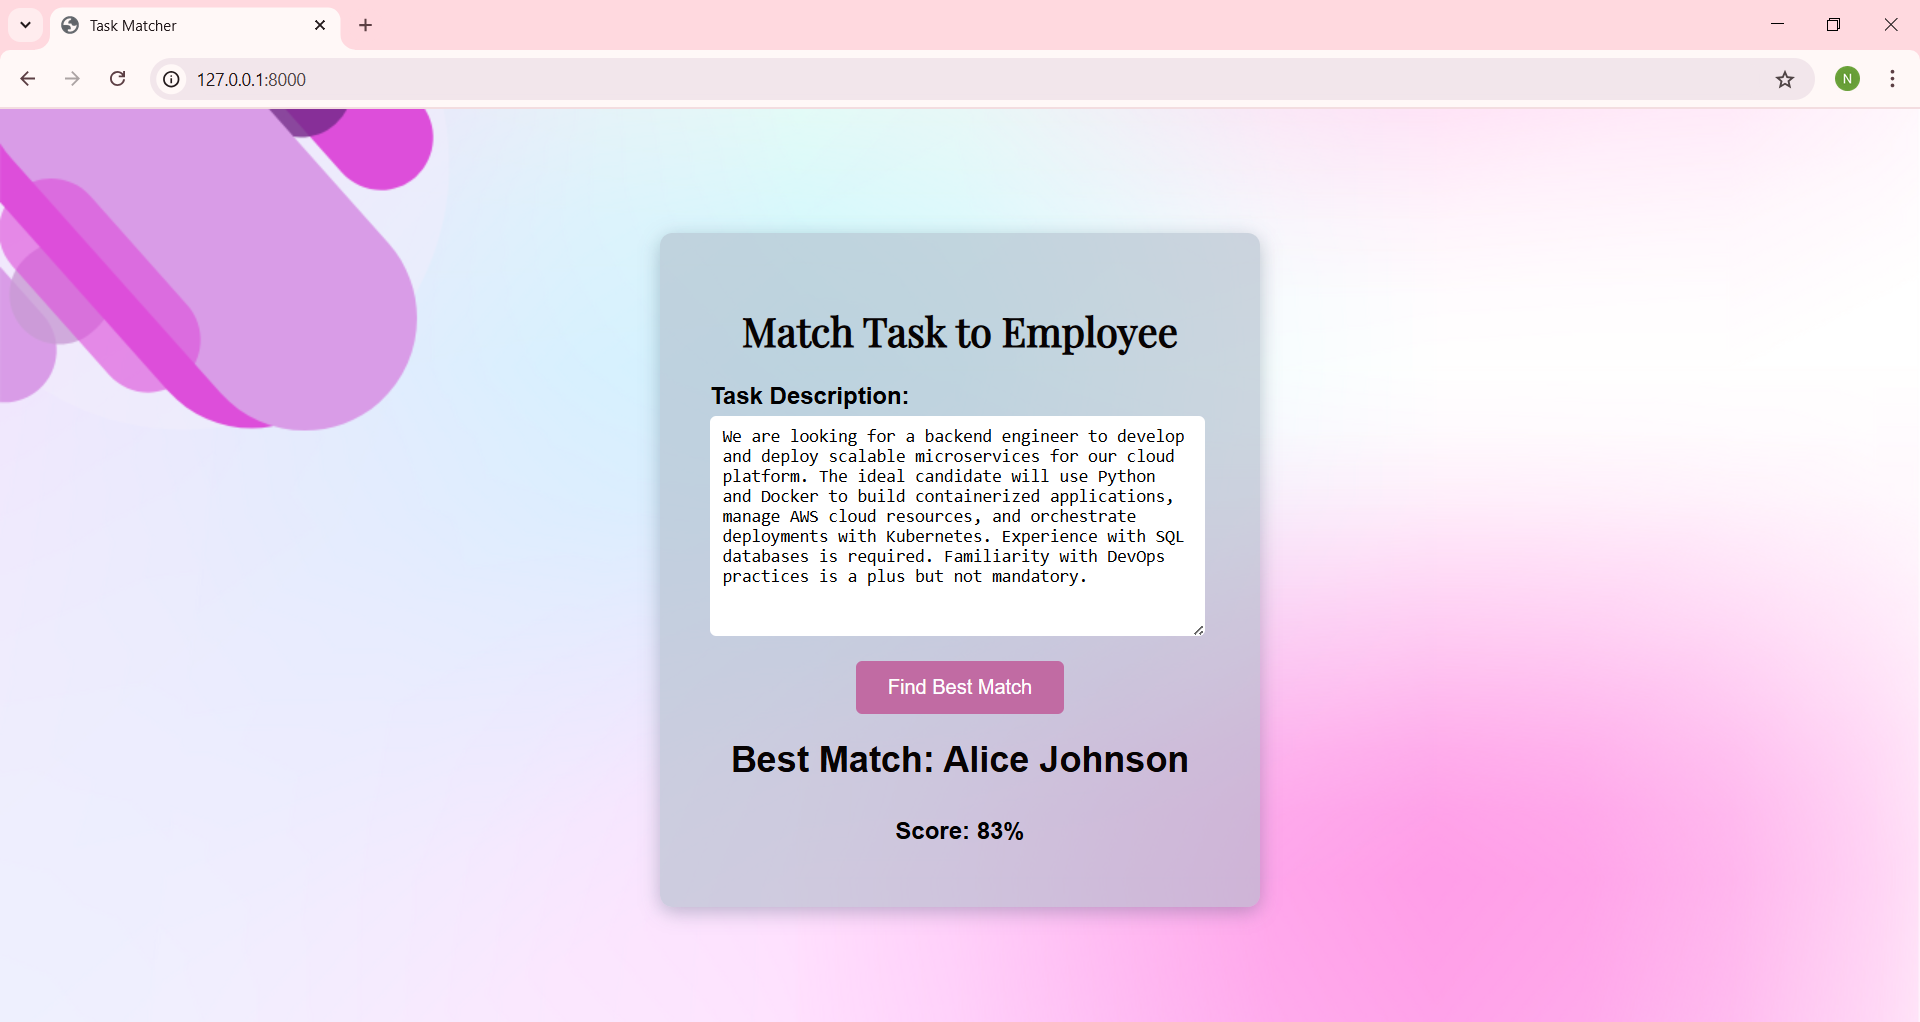 Task Matcher
127.0.0.1:8000
N
Match Task to Employee
Task Description:
We are looking for a backend engineer to develop
and deploy scalable microservices for our cloud
platform. The ideal candidate will use Python
and Docker to build containerized applications,
manage AWS cloud resources, and orchestrate
deployments with Kubernetes. Experience with SQL
databases is required. Familiarity with DevOps
practices is a plus but not mandatory.
Find Best Match
Best Match: Alice Johnson
Score: 83%